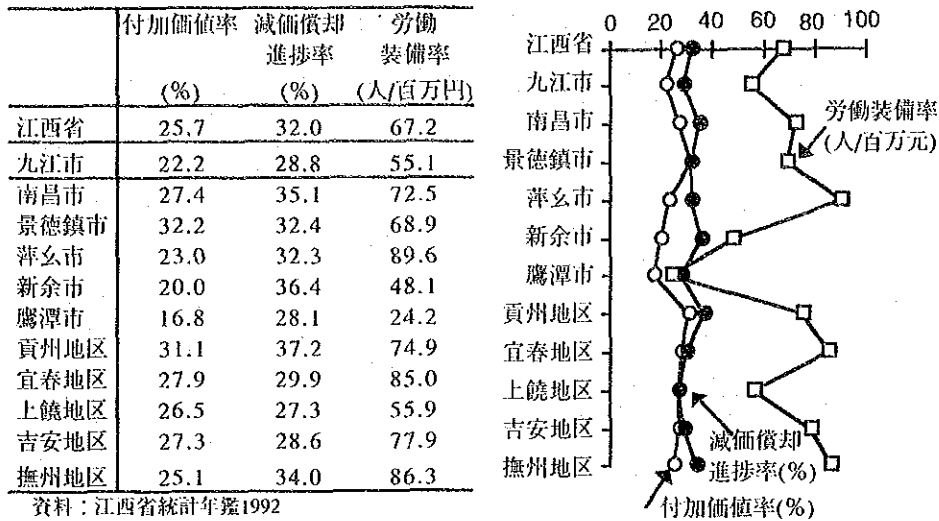 付加価値率 減価償却 労働
進捗率 装備率
(%) (%) (人/百万円)
江西省 25.7 32.0 67.2
九江市 22.2 28.8 55.1
南昌市 27.4 35.1 72.5
景徳鎮市 32.2 32.4 68.9
萍幺市 23.0 32.3 89.6
新余市 20.0 36.4 48.1
鷹潭市 16.8 28.1 24.2
貢州地区 31.1 37.2 74.9
宜春地区 27.9 29.9 85.0
上饒地区 26.5 27.3 55.9
吉安地区 27.3 28.6 77.9
撫州地区 25.1 34.0 86.3
資料：江西省統計年鑑1992
0 20 40 60 80 100
江西省
九江市
南昌市
景徳鎮市
萍幺市
新余市
鷹潭市
貢州地区
宜春地区
上饒地区
吉安地区
撫州地区
労働装備率
(人/百万元)
減価償却
進捗率(%)
付加価値率(%)